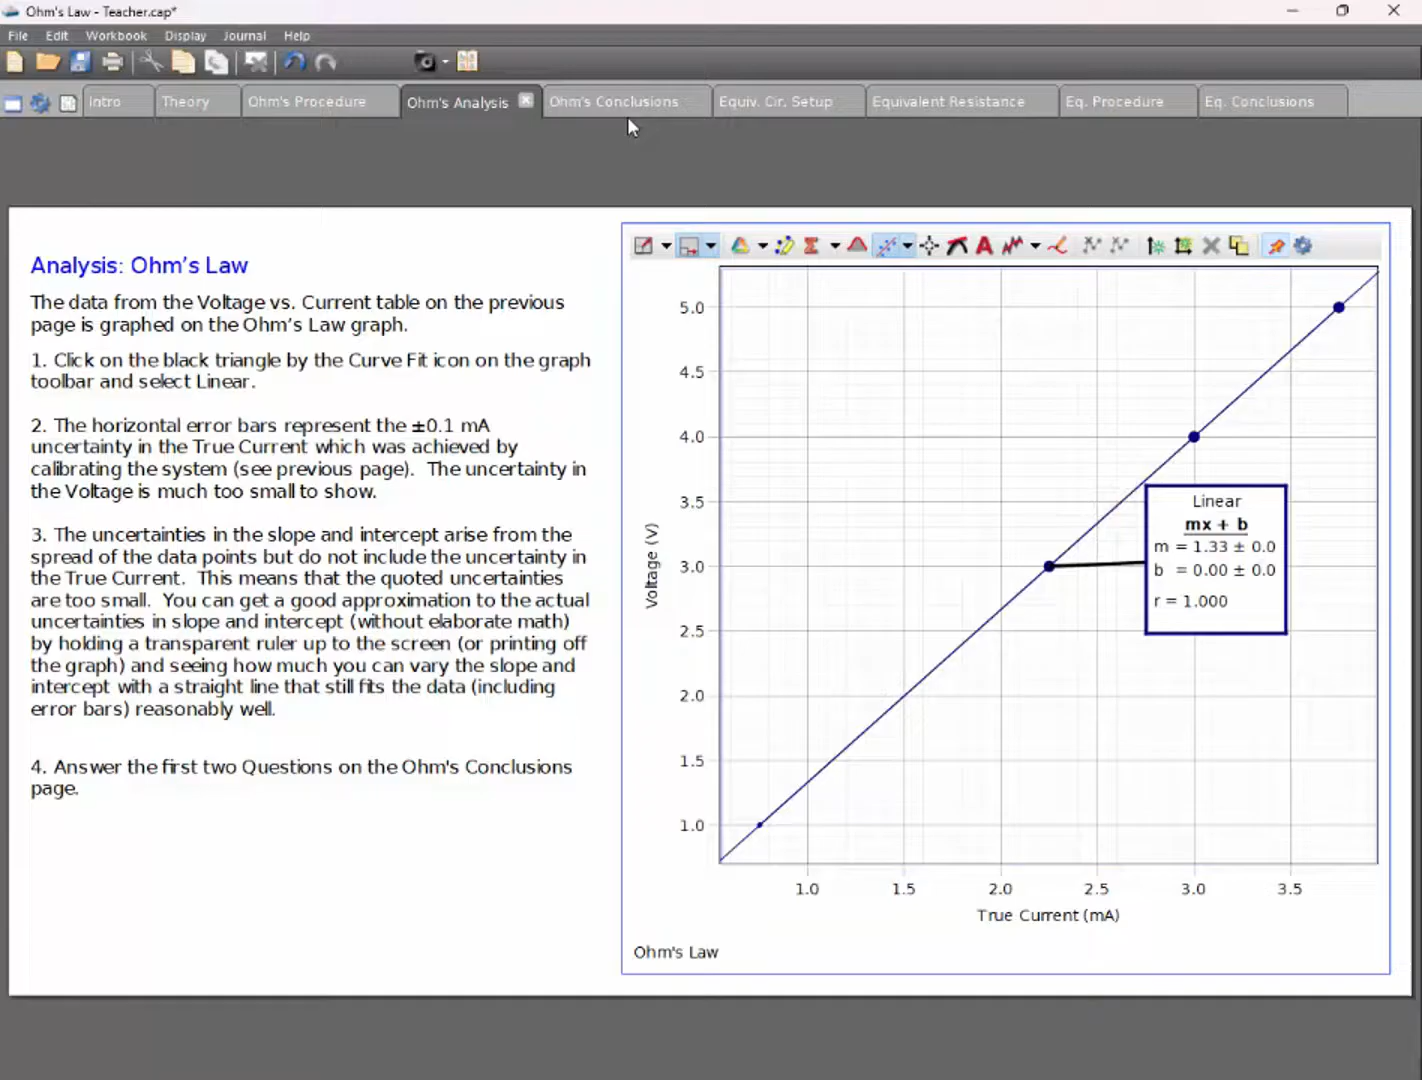 Ohm's Law - Teacher.cap*
File Edit Workbook Display Journal Help
Intro Theory Ohm's Procedure Ohm's Analysis Ohm's Conclusions Equiv. Cir. Setup Equivalent Resistance Eq. Procedure Eq. Conclusions
Analysis: Ohm’s Law
The data from the Voltage vs. Current table on the previous
page is graphed on the Ohm’s Law graph.
1. Click on the black triangle by the Curve Fit icon on the graph
toolbar and select Linear.
2. The horizontal error bars represent the ±0.1 mA
uncertainty in the True Current which was achieved by
calibrating the system (see previous page). The uncertainty in
the Voltage is much too small to show.
3. The uncertainties in the slope and intercept arise from the
spread of the data points but do not include the uncertainty in
the True Current. This means that the quoted uncertainties
are too small. You can get a good approximation to the actual
uncertainties in slope and intercept (without elaborate math)
by holding a transparent ruler up to the screen (or printing off
the graph) and seeing how much you can vary the slope and
intercept with a straight line that still fits the data (including
error bars) reasonably well.
4. Answer the first two Questions on the Ohm's Conclusions
page.
A
5.0
4.5
4.0
3.5
3.0
2.5
2.0
1.5
1.0
Voltage (V)
Linear
mx + b
m = 1.33 ± 0.0
b = 0.00 ± 0.0
r = 1.000
1.0 1.5 2.0 2.5 3.0 3.5
True Current (mA)
Ohm's Law